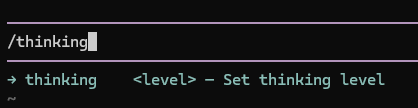 /thinking
→ thinking    <level> — Set thinking level
~